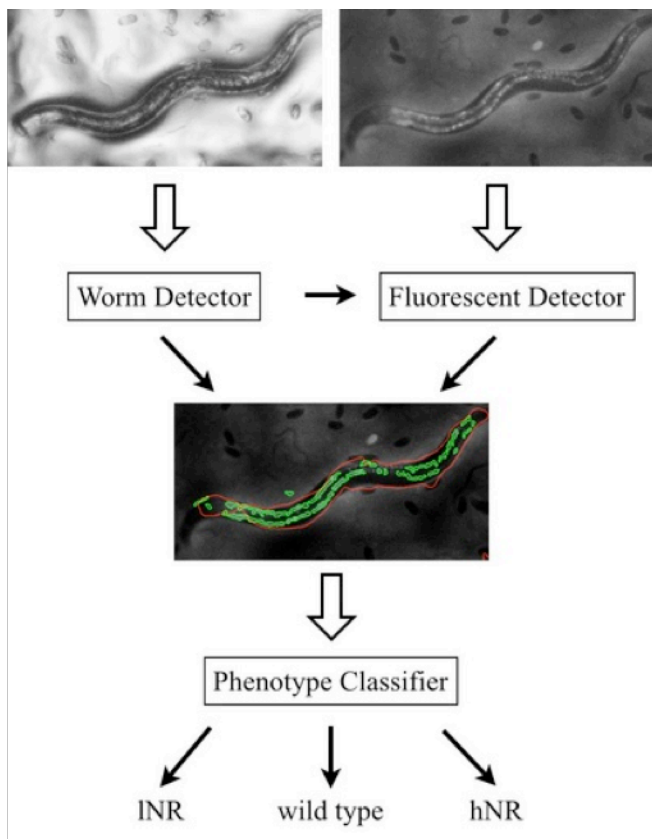 Worm Detector
Fluorescent Detector
Phenotype Classifier
lNR
wild type
hNR